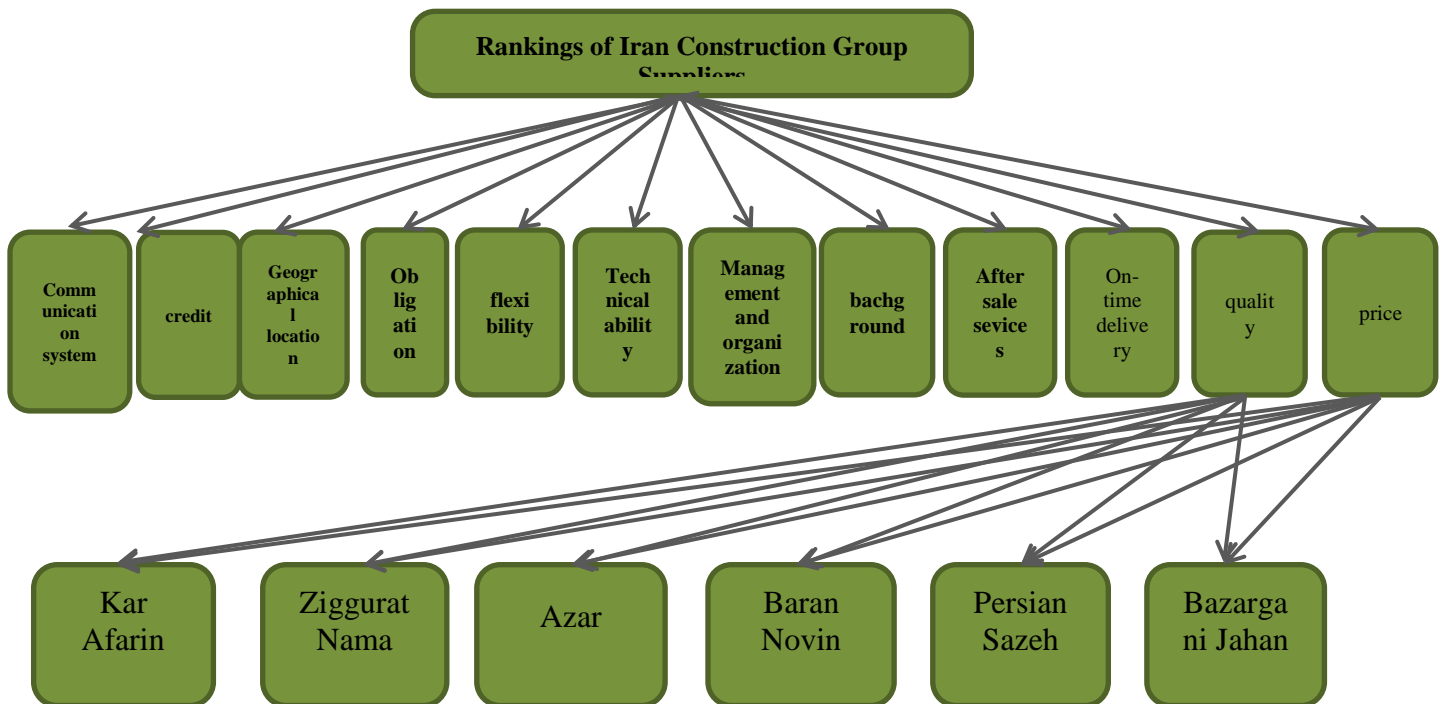 Rankings of Iran Construction Group
Suppliers
Comm
unicati
on
system
credit
Geogr
aphica
l
locatio
n
Ob
lig
ati
on
flexi
bility
Tech
nical
abilit
y
Manag
ement
and
organi
zation
bachg
round
After
sale
sevice
s
On-
time
delive
ry
qualit
y
price
Kar
Afarin
Ziggurat
Nama
Azar
Baran
Novin
Persian
Sazeh
Bazarga
ni Jahan